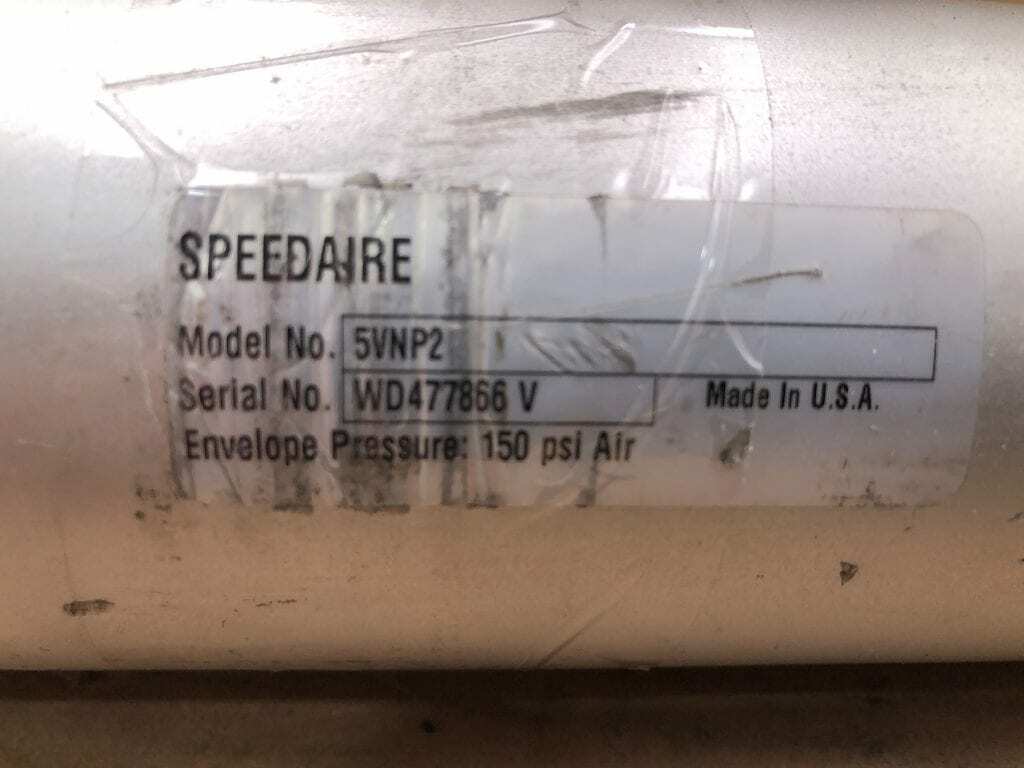 SPEEDAIRE
Model No. 5VNP2
Serial No. WD477866 V Made In U.S.A.
Envelope Pressure: 150 psi Air